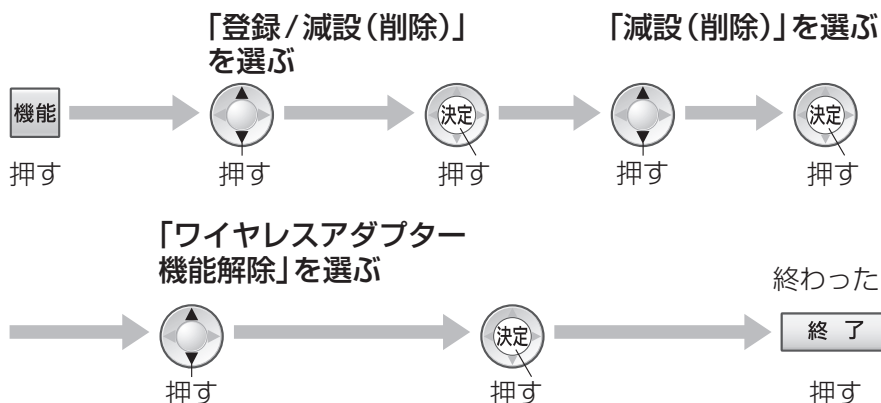 「登録/減設(削除)」
を選ぶ
「減設(削除)」を選ぶ
機能
決定
決定
押す
押す
押す
押す
押す
「ワイヤレスアダプター
機能解除」を選ぶ
終わった
決定
終 了
押す
押す
押す